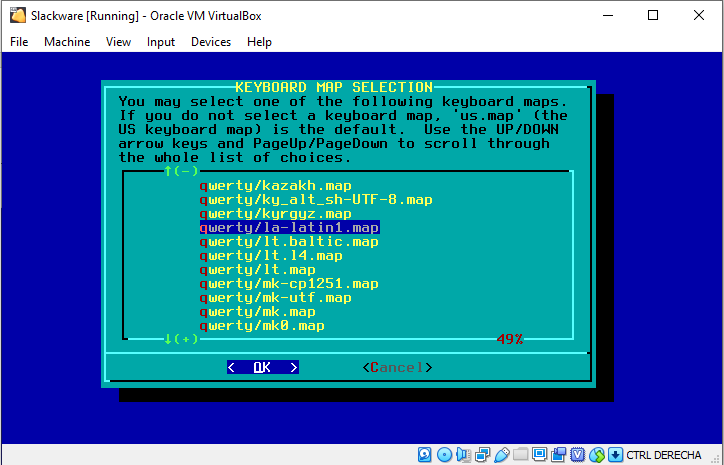 Slackware [Running] - Oracle VM VirtualBox
File Machine View Input Devices Help
KEYBOARD MAP SELECTION
You may select one of the following keyboard maps.
If you do not select a keyboard map, 'us.map' (the
US keyboard map) is the default. Use the UP/DOWN
arrow keys and PageUp/PageDown to scroll through
the whole list of choices.
↑(-)
qwerty/kazakh.map
qwerty/ky_alt_sh-UTF-8.map
qwerty/kyrgyz.map
qwerty/la-latin1.map
qwerty/lt.baltic.map
qwerty/lt.l4.map
qwerty/lt.map
qwerty/mk-cp1251.map
qwerty/mk-utf.map
qwerty/mk.map
qwerty/mk0.map
↓(+) 49%
< OK > <Cancel>
CTRL DERECHA